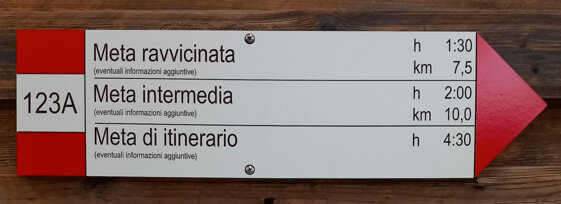 123A
Meta ravvicinata h 1:30
(eventuali informazioni aggiuntive) km 7,5
Meta intermedia h 2:00
(eventuali informazioni aggiuntive) km 10,0
Meta di itinerario h 4:30
(eventuali informazioni aggiuntive)